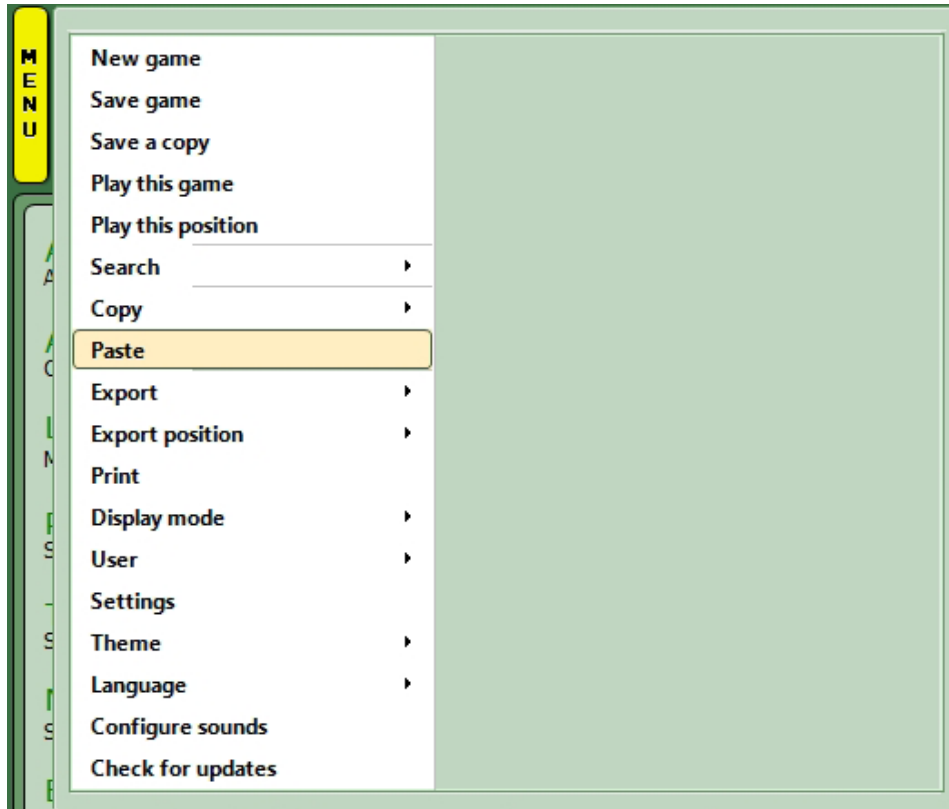 MENU
New game
Save game
Save a copy
Play this game
Play this position
Search
Copy
Paste
Export
Export position
Print
Display mode
User
Settings
Theme
Language
Configure sounds
Check for updates